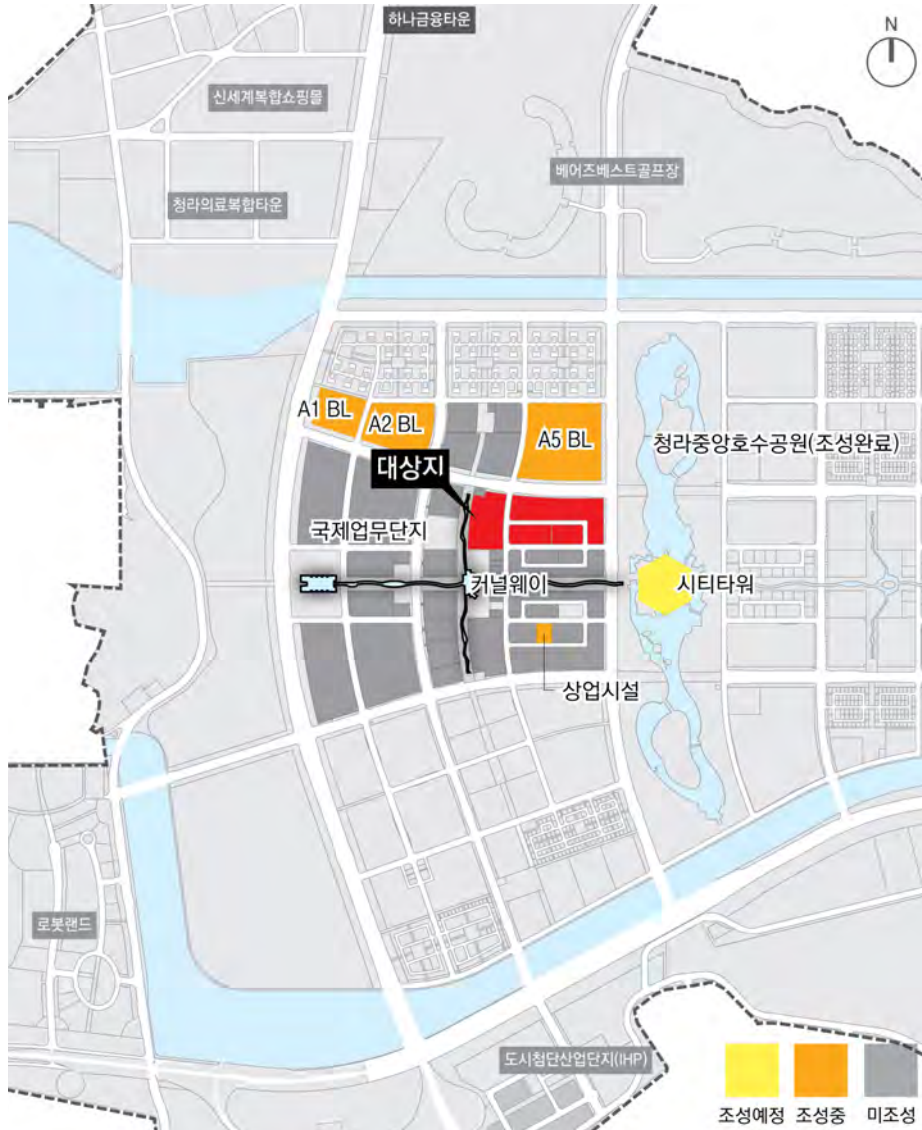 하나금융타운
N
신세계복합쇼핑몰
베어즈베스트골프장
청라의료복합타운
A1 BL
A2 BL
A5 BL
청라중앙호수공원(조성완료)
대상지
국제업무단지
커널웨이
시티타워
상업시설
로봇랜드
도시첨단산업단지(IHP)
조성예정 조성중 미조성